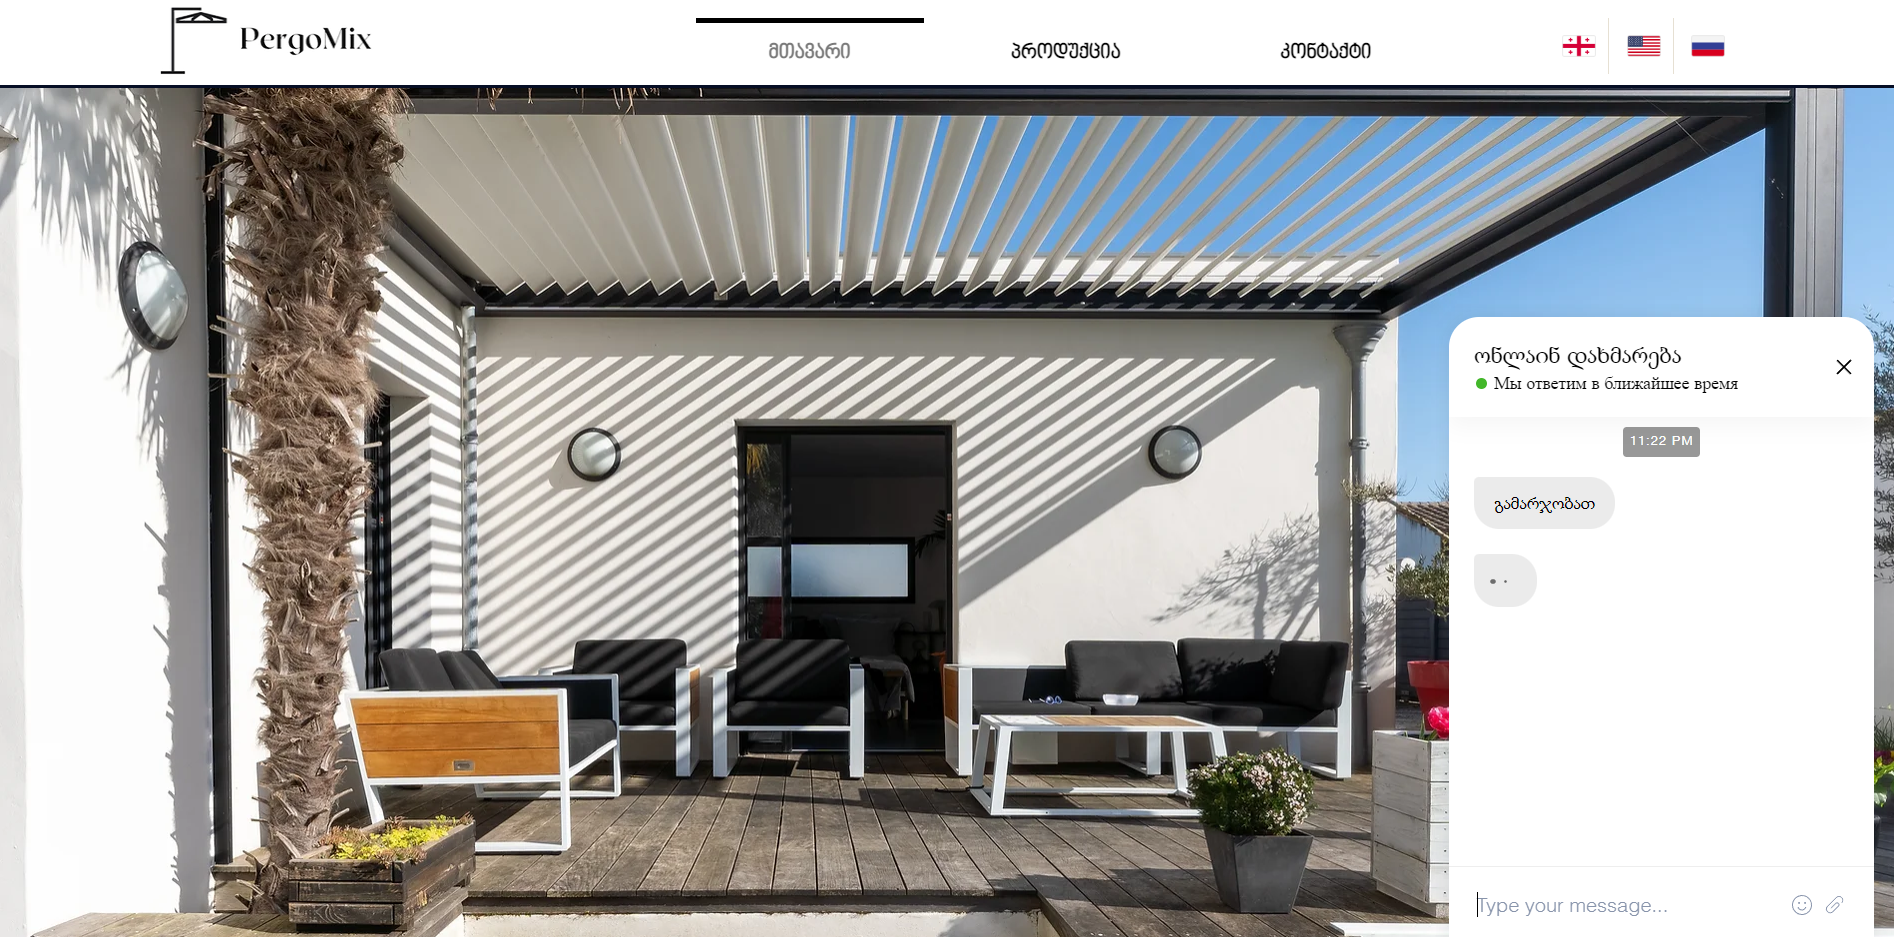 PergoMix
მთავარი
პროდუქცია
კონტაქტი
ონლაინ დახმარება
Мы ответим в ближайшее время
11:22 PM
გამარჯობათ
Type your message...